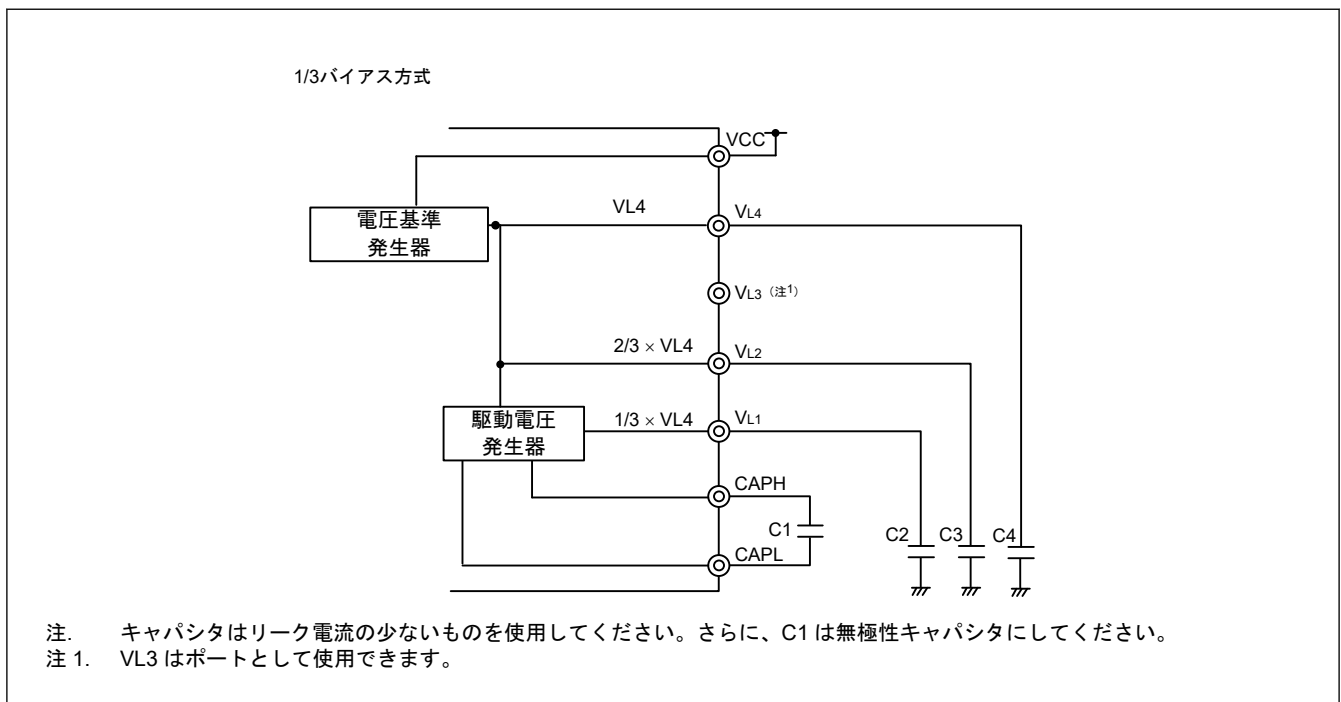 1/3バイアス方式
VCC
電圧基準
発生器
VL4
VL4
VL3（注1）
2/3 × VL4
VL2
駆動電圧
発生器
1/3 × VL4
VL1
CAPH
C1
CAPL
C2
C3
C4
注. キャパシタはリーク電流の少ないものを使用してください。さらに、C1 は無極性キャパシタにしてください。
注 1. VL3 はポートとして使用できます。